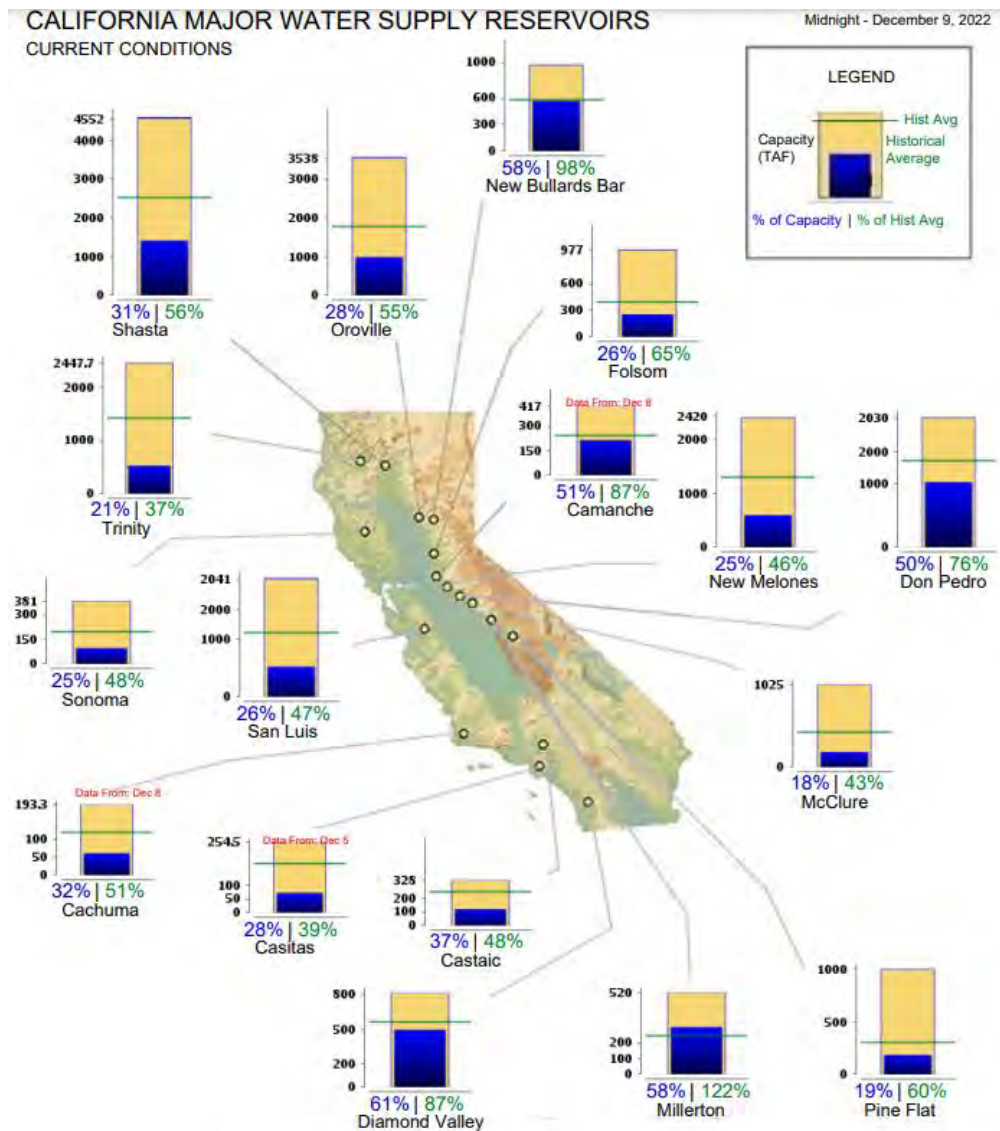 CALIFORNIA MAJOR WATER SUPPLY RESERVOIRS
Midnight - December 9, 2022
CURRENT CONDITIONS
LEGEND
Hist Avg
Capacity
(TAF)
Historical
Average
% of Capacity | % of Hist Avg
1000
600
300
0
58% | 98%
New Bullards Bar
4552
4000
3000
2000
1000
0
31% | 56%
Shasta
3538
3000
2000
1000
0
28% | 55%
Oroville
977
600
300
0
26% | 65%
Folsom
2447.7
2000
1000
0
21% | 37%
Trinity
Data From: Dec 8
417
300
150
0
51% | 87%
Camanche
2420
2000
1000
0
25% | 46%
New Melones
2030
2000
1000
0
50% | 76%
Don Pedro
381
300
150
0
25% | 48%
Sonoma
2041
2000
1000
0
26% | 47%
San Luis
1025
0
18% | 43%
McClure
Data From: Dec 8
193.3
100
50
0
32% | 51%
Cachuma
Data From: Dec 5
254.5
100
50
0
28% | 39%
Casitas
325
200
100
0
37% | 48%
Castaic
800
500
200
0
61% | 87%
Diamond Valley
520
200
100
0
58% | 122%
Millerton
1000
500
0
19% | 60%
Pine Flat